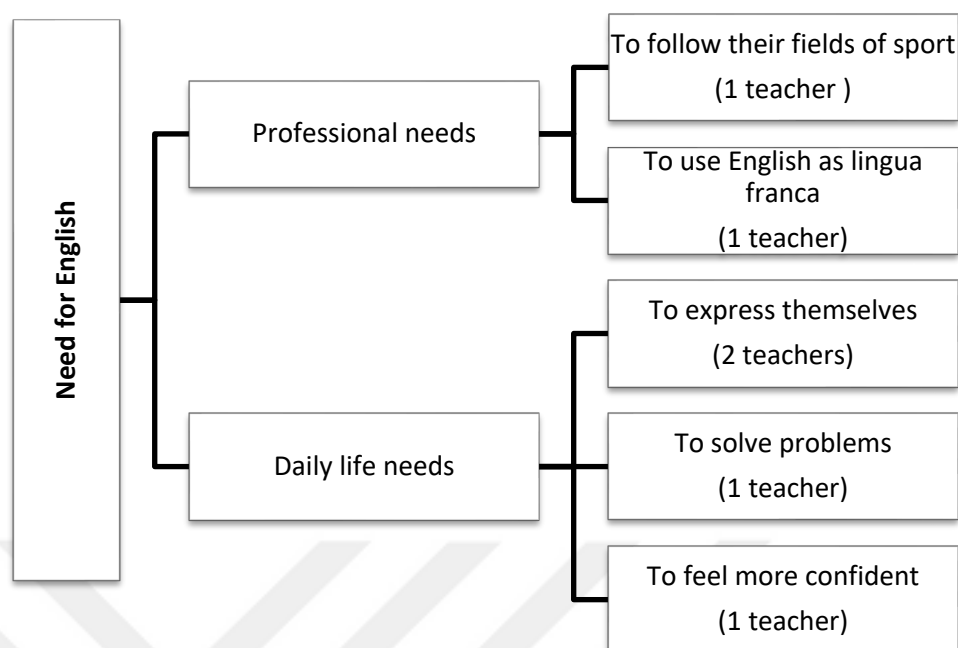 Need for English
Professional needs
To follow their fields of sport
(1 teacher )
To use English as lingua
franca
(1 teacher)
Daily life needs
To express themselves
(2 teachers)
To solve problems
(1 teacher)
To feel more confident
(1 teacher)